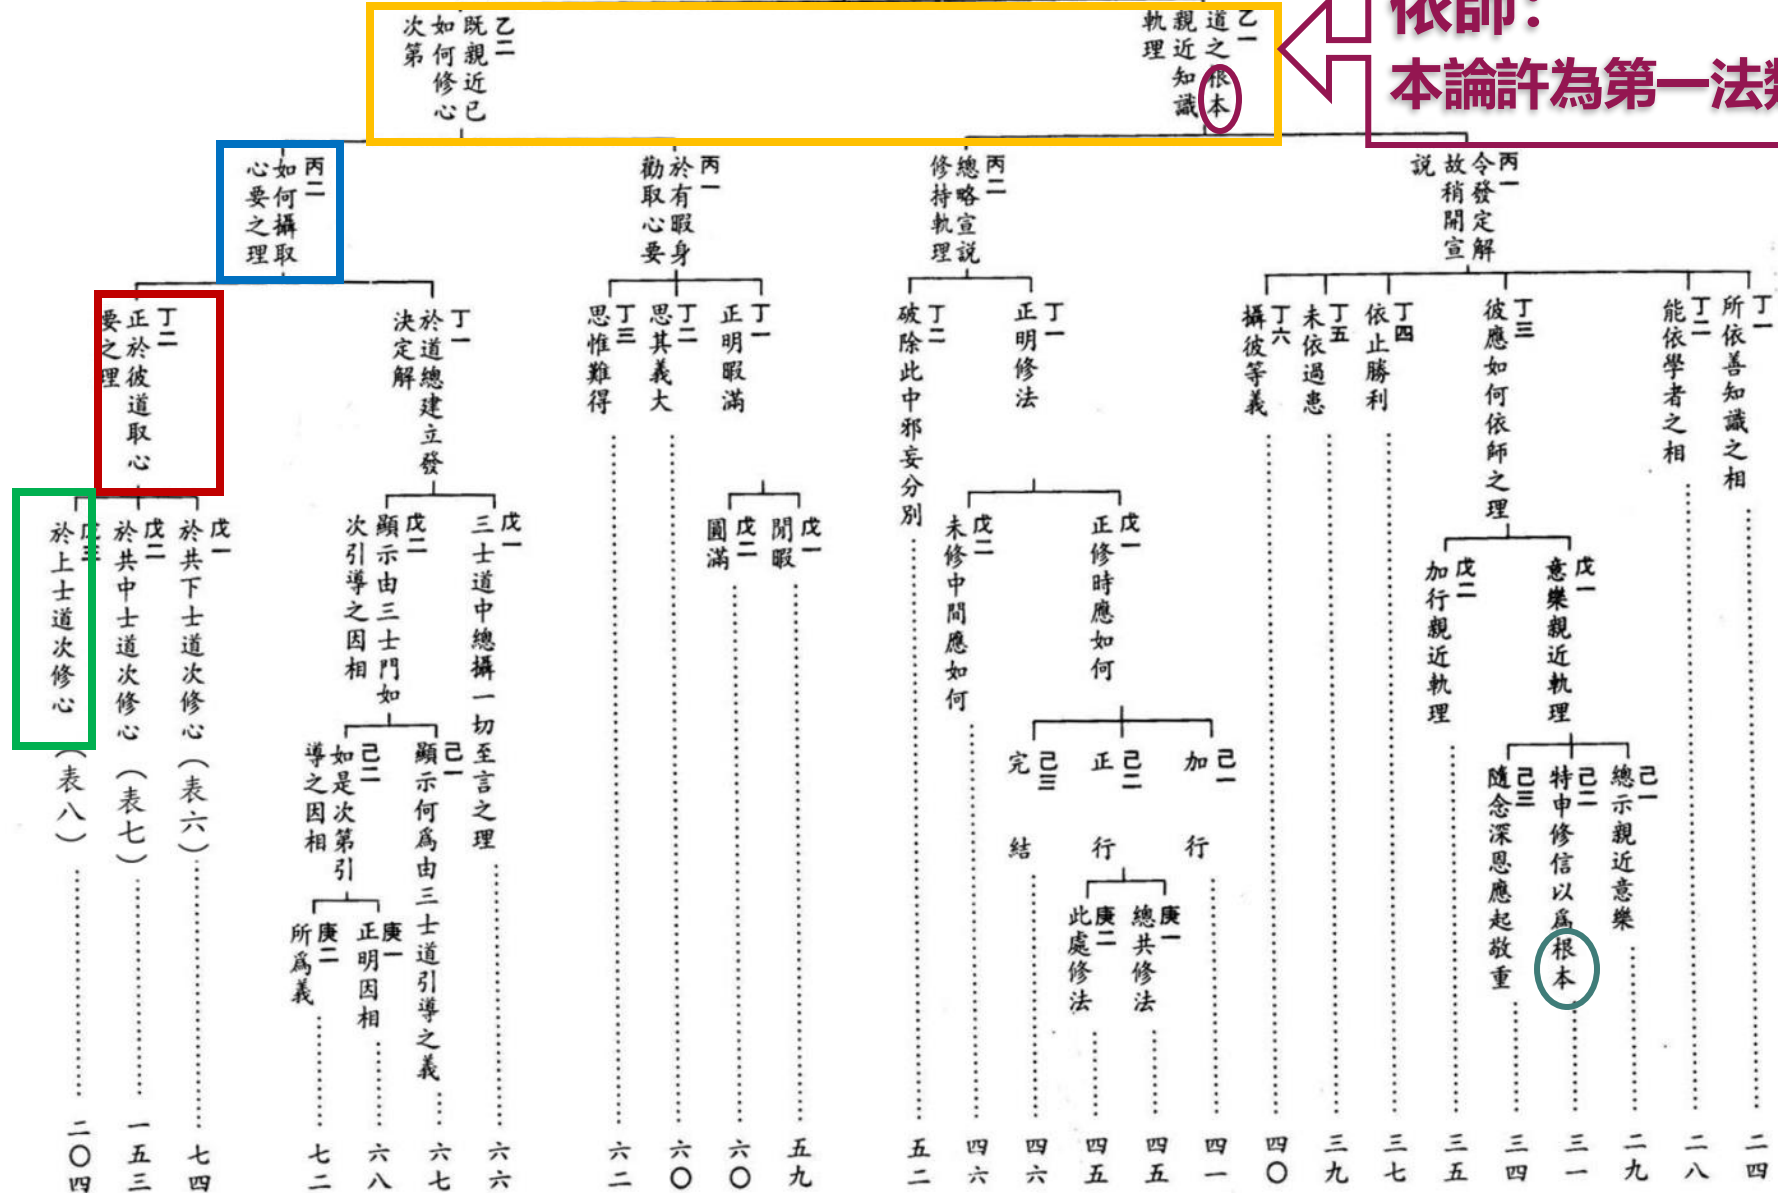 依師：
本論許為第一法類
乙一
道之根本
親近知識
軌理
乙二
既親近已
如何修心
次第
丙一
令發定解
故稍開宣
説
丙二
總略宣説
修持軌理
丙一
於有暇身
勸取心要
丙二
如何攝取
心要之理
丁一
所依善知識之相
二四
丁二
能依學者之相
二八
丁三
彼應如何依師之理
丁四
依止勝利
三七
丁五
未依過患
三九
丁六
攝彼等義
四〇
丁一
正明修法
丁二
破除此中邪妄分別
五二
丁一
正明暇滿
丁二
思其義大
六〇
丁三
思惟難得
六二
丁一
於道總建立發
決定解
丁二
正於彼道取心
要之理
戊一
意樂親近軌理
戊二
加行親近軌理
三五
戊一
正修時應如何
戊二
未修中間應如何
四六
戊一
閒暇
五九
戊二
圓滿
六〇
戊一
三士道中總攝一切至言之理
六六
戊二
顯示由三士門如
次引導之因相
戊一
於共下士道次修心（表六）
七四
戊二
於共中士道次修心（表七）
一五三
戊三
於上士道次修心（表八）
二〇四
己一
總示親近意樂
二九
己二
特申修信以爲根本
三一
己三
隨念深恩應起敬重
三四
己一
加行
四一
己二
正行
己三
完結
四六
己一
顯示何爲由三士道引導之義
六七
己二
如是次第引
導之因相
庚一
總共修法
四五
庚二
此處修法
四五
庚一
正明因相
六八
庚二
所爲義
七二